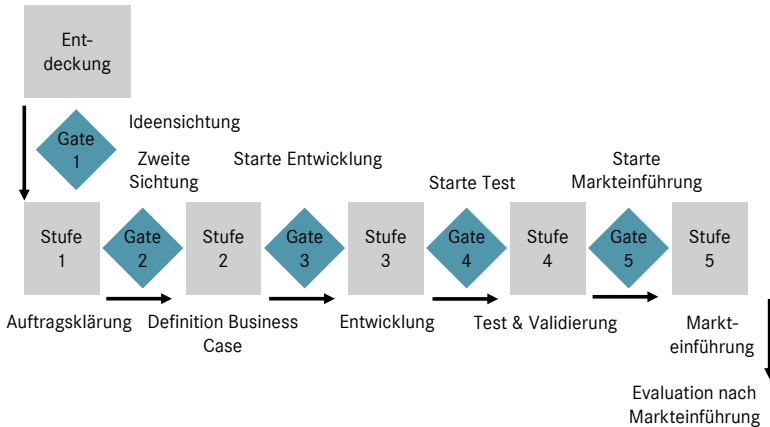 Ent-
deckung
Gate
1
Ideensichtung
Zweite
Sichtung
Starte Entwicklung
Starte Test
Starte
Markteinführung
Stufe
1
Gate
2
Stufe
2
Gate
3
Stufe
3
Gate
4
Stufe
4
Gate
5
Stufe
5
Auftragsklärung
Definition Business
Case
Entwicklung
Test & Validierung
Markt-
einführung
Evaluation nach
Markteinführung